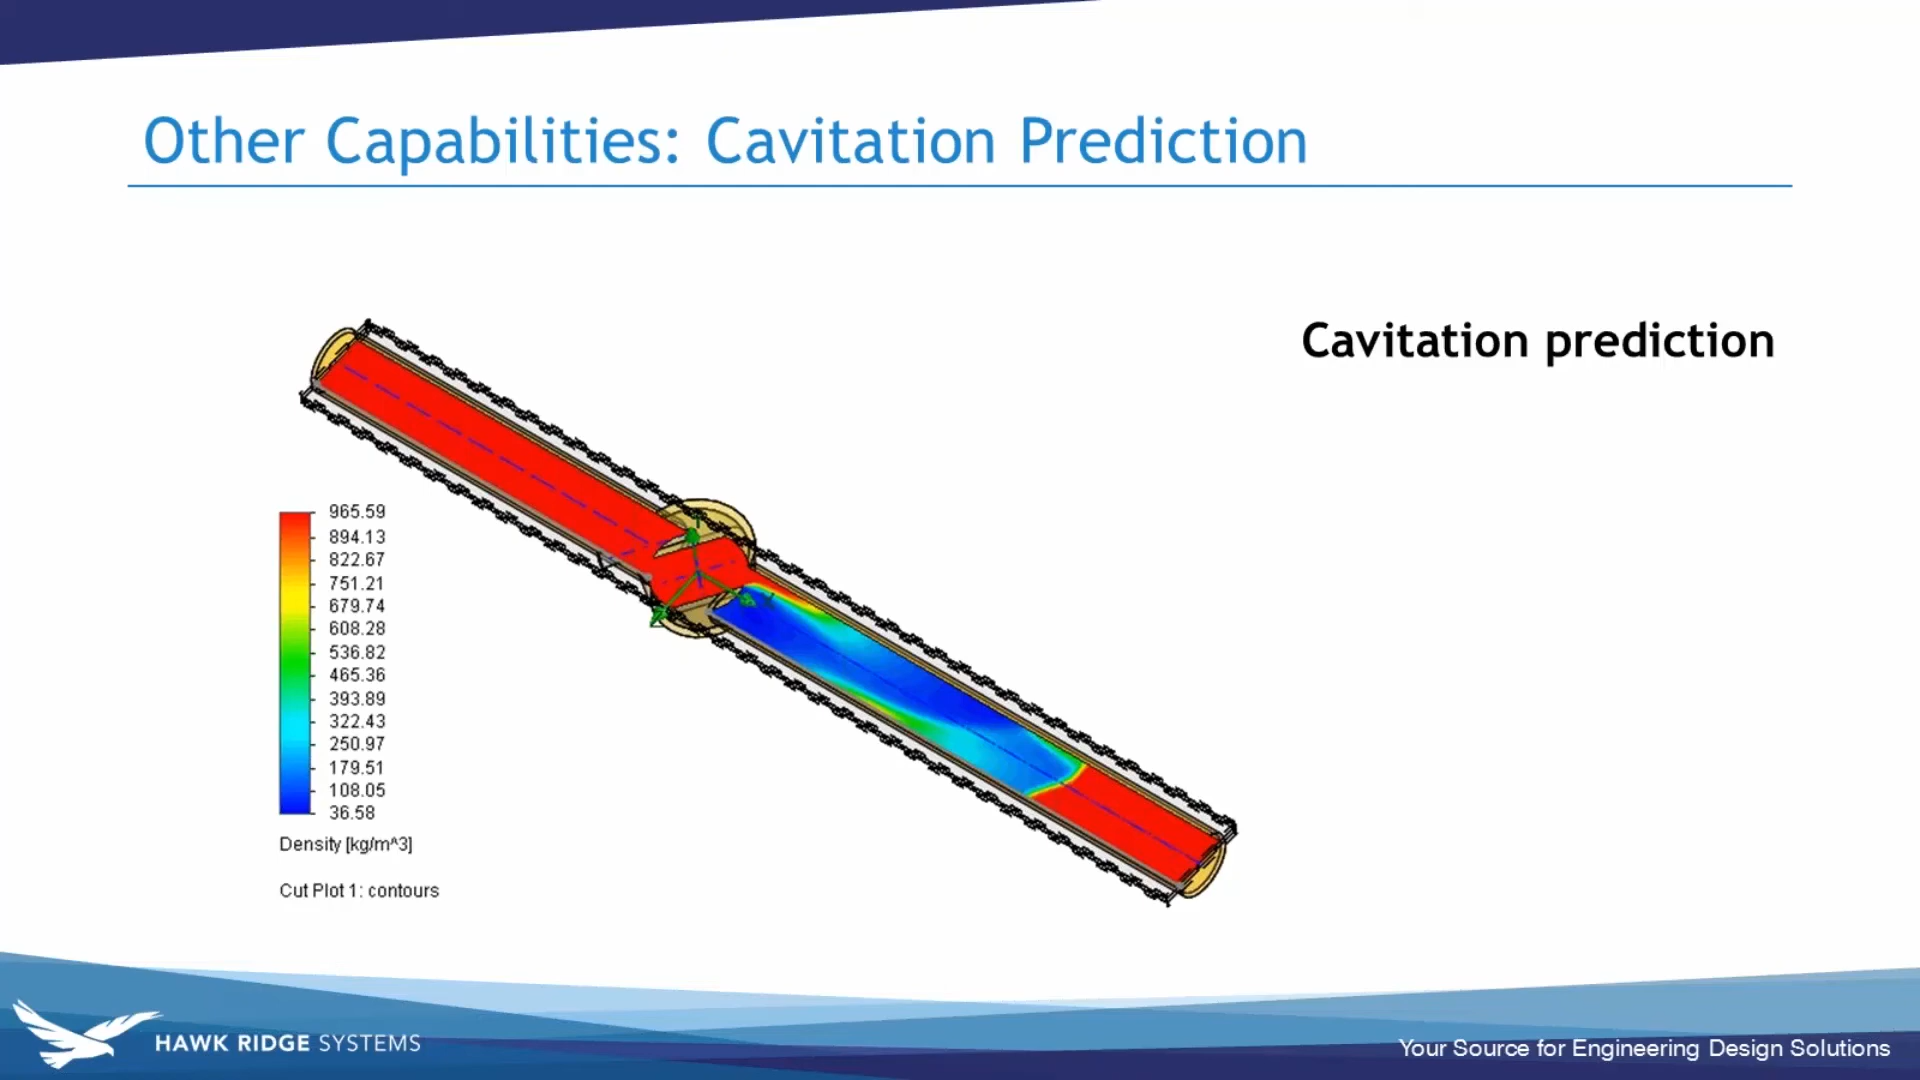 Other Capabilities: Cavitation Prediction
Cavitation prediction
965.59
894.13
822.67
751.21
679.74
608.28
536.82
465.36
393.89
322.43
250.97
179.51
108.05
36.58
Density [kg/m^3]
Cut Plot 1: contours
HAWK RIDGE SYSTEMS
Your Source for Engineering Design Solutions